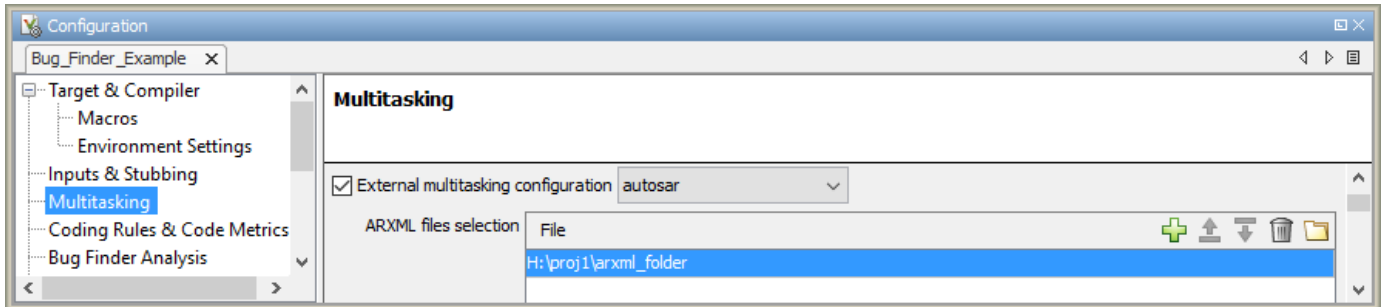 Configuration
Bug_Finder_Example
Target & Compiler
Macros
Environment Settings
Inputs & Stubbing
Multitasking
Coding Rules & Code Metrics
Bug Finder Analysis
Multitasking
External multitasking configuration autosar
ARXML files selection File
H:\proj1\arxml_folder